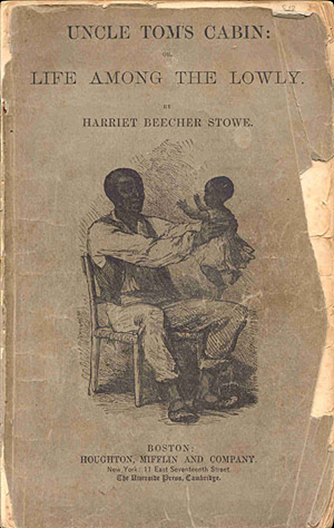 UNCLE TOM'S CABIN:
OR,
LIFE AMONG THE LOWLY.
BY
HARRIET BEECHER STOWE.
BOSTON:
HOUGHTON, MIFFLIN AND COMPANY.
New York: 11 East Seventeenth Street.
The Riverside Press, Cambridge.